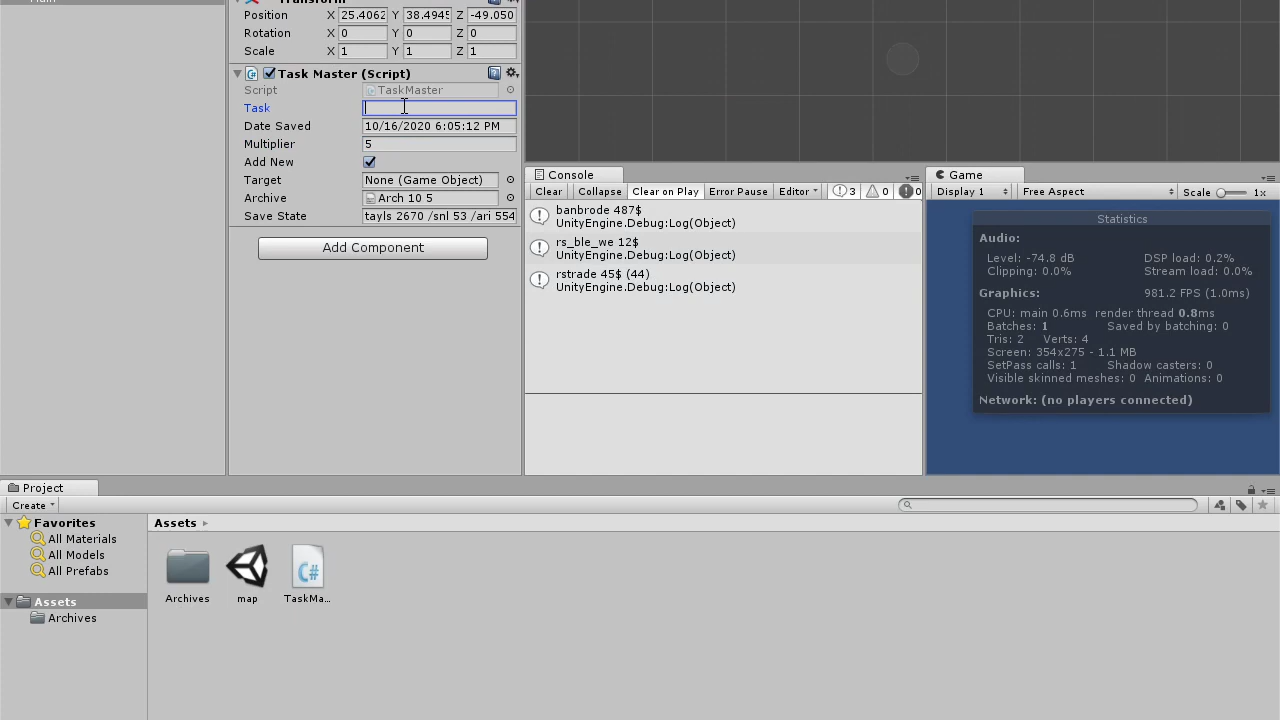 Position X 25.4062 Y 38.4945 Z -49.050
Rotation X 0 Y 0 Z 0
Scale X 1 Y 1 Z 1
Task Master (Script)
Script TaskMaster
Task
Date Saved 10/16/2020 6:05:12 PM
Multiplier 5
Add New
Target None (Game Object)
Archive Arch 10 5
Save State tayls 2670 /snl 53 /ari 554
Add Component
Console
Clear Collapse Clear on Play Error Pause Editor 3 0 0
banbrode 487$
UnityEngine.Debug:Log(Object)
rs_ble_we 12$
UnityEngine.Debug:Log(Object)
rstrade 45$ (44)
UnityEngine.Debug:Log(Object)
Game
Display 1 Free Aspect Scale 1x
Statistics
Audio:
Level: -74.8 dB DSP load: 0.2%
Clipping: 0.0% Stream load: 0.0%
Graphics: 981.2 FPS (1.0ms)
CPU: main 0.6ms render thread 0.8ms
Batches: 1 Saved by batching: 0
Tris: 2 Verts: 4
Screen: 354x275 - 1.1 MB
SetPass calls: 1 Shadow casters: 0
Visible skinned meshes: 0 Animations: 0
Network: (no players connected)
Project
Create
Favorites
All Materials
All Models
All Prefabs
Assets
Archives
Assets
Archives map TaskMa...